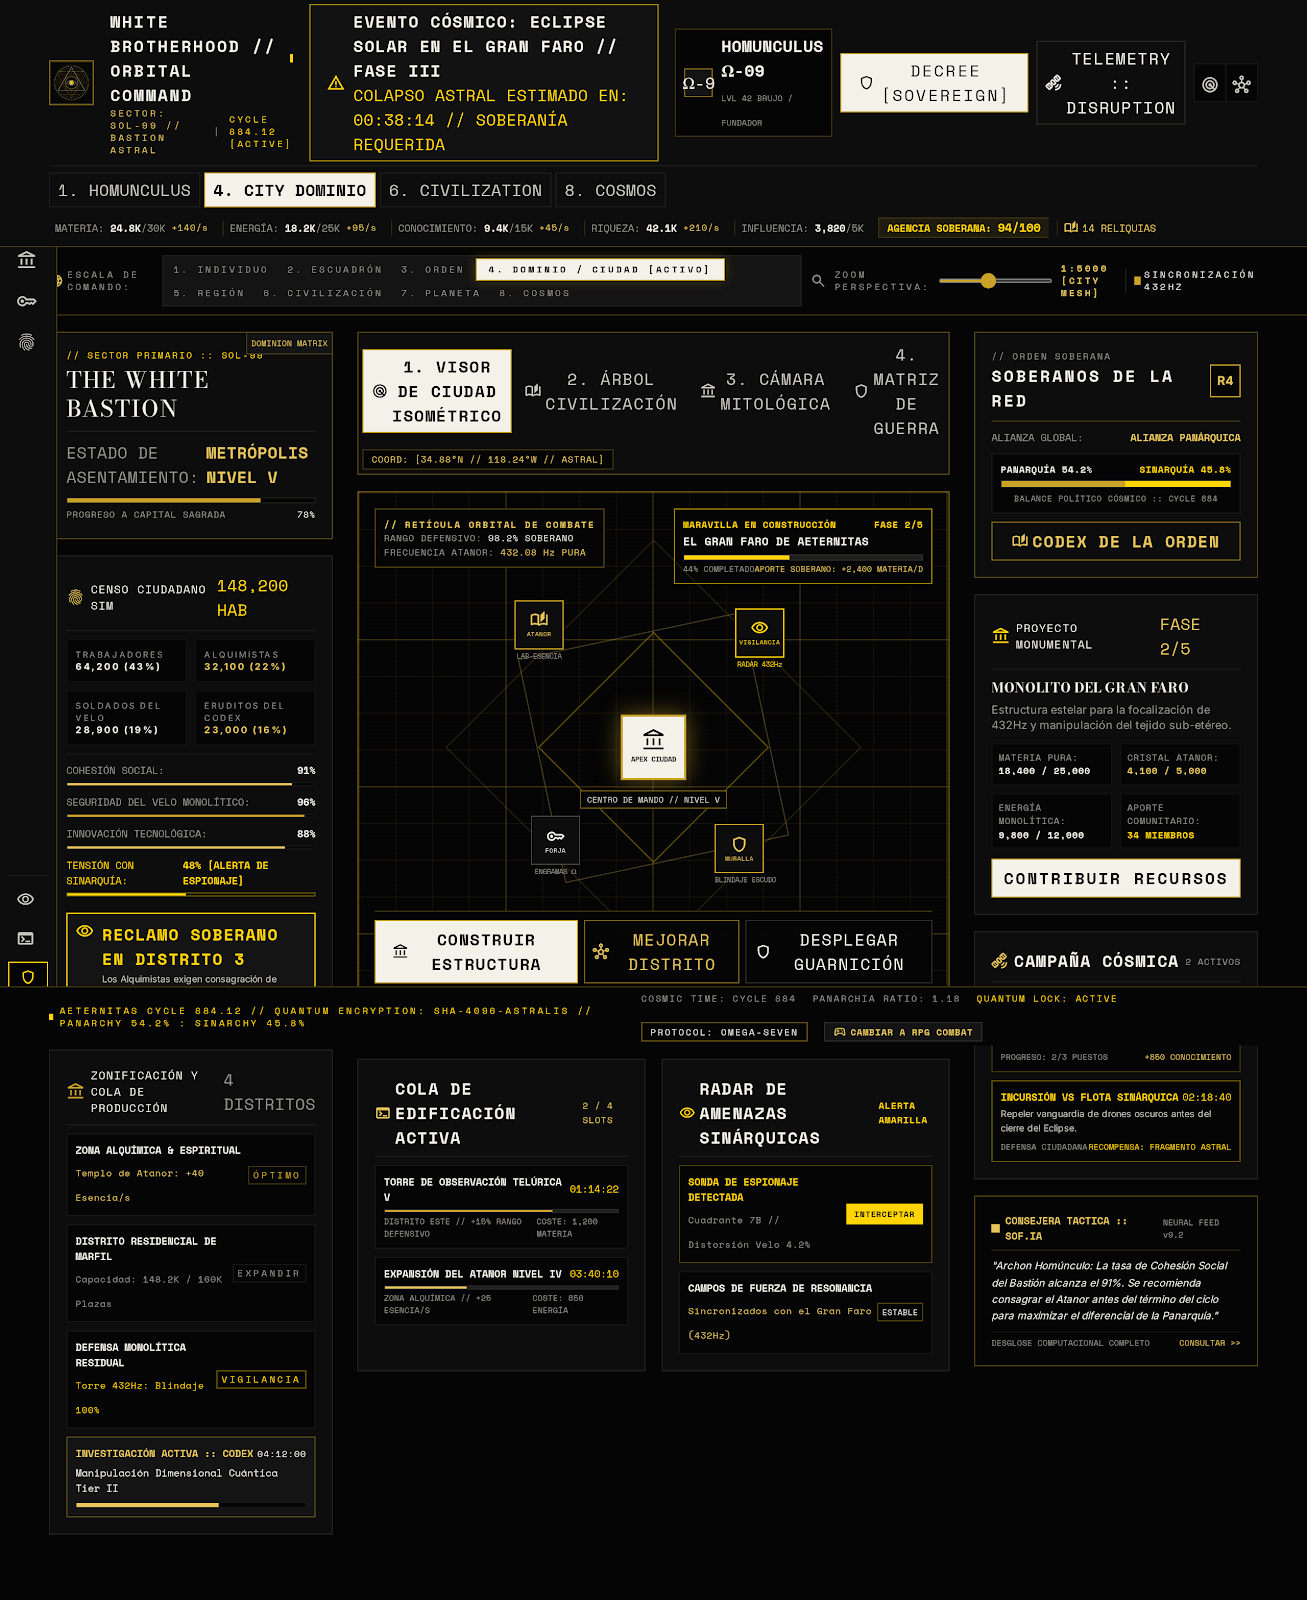 WHITE
BROTHERHOOD //
ORBITAL
COMMAND
SECTOR:
SOL-99 //
BASTION
ASTRAL
|
CYCLE
884.12
[ACTIVE]
EVENTO CÓSMICO: ECLIPSE
SOLAR EN EL GRAN FARO //
FASE III
COLAPSO ASTRAL ESTIMADO EN:
00:38:14 // SOBERANÍA
REQUERIDA
Ω-9
HOMUNCULUS
Ω-09
LVL 42 BRUJO /
FUNDADOR
DECREE
[SOVEREIGN]
TELEMETRY
::
DISRUPTION
1. HOMUNCULUS
4. CITY DOMINIO
6. CIVILIZATION
8. COSMOS
MATERIA: 24.8K/30K +140/s
ENERGÍA: 18.2K/25K +95/s
CONOCIMIENTO: 9.4K/15K +45/s
RIQUEZA: 42.1K +210/s
INFLUENCIA: 3,820/5K
AGENCIA SOBERANA: 94/100
14 RELIQUIAS
ESCALA DE
COMANDO:
1. INDIVIDUO 2. ESCUADRÓN 3. ORDEN 4. DOMINIO / CIUDAD [ACTIVO]
5. REGIÓN 6. CIVILIZACIÓN 7. PLANETA 8. COSMOS
ZOOM
PERSPECTIVA:
1:5000
[CITY
MESH]
SINCRONIZACIÓN
432HZ
DOMINION MATRIX
// SECTOR PRIMARIO :: SOL-99
THE WHITE
BASTION
ESTADO DE
ASENTAMIENTO:
METRÓPOLIS
NIVEL V
PROGRESO A CAPITAL SAGRADA 78%
CENSO CIUDADANO
SIM
148,200
HAB
TRABAJADORES
64,200 (43%)
ALQUIMISTAS
32,100 (22%)
SOLDADOS DEL
VELO
28,900 (19%)
ERUDITOS DEL
CODEX
23,000 (16%)
COHESIÓN SOCIAL: 91%
SEGURIDAD DEL VELO MONOLÍTICO: 96%
INNOVACIÓN TECNOLÓGICA: 88%
TENSIÓN CON
SINARQUÍA:
48% [ALERTA DE
ESPIONAJE]
RECLAMO SOBERANO
EN DISTRITO 3
Los Alquimistas exigen consagración de
1. VISOR
DE CIUDAD
ISOMÉTRICO
2. ÁRBOL
CIVILIZACIÓN
3. CÁMARA
MITOLÓGICA
4.
MATRIZ
DE
GUERRA
COORD: [34.88°N // 118.24°W // ASTRAL]
// RETÍCULA ORBITAL DE COMBATE
RANGO DEFENSIVO: 98.2% SOBERANO
FRECUENCIA ATANOR: 432.08 Hz PURA
MARAVILLA EN CONSTRUCCIÓN FASE 2/5
EL GRAN FARO DE AETERNITAS
44% COMPLETADO APORTE SOBERANO: +2,400 MATERIA/D
ATANOR
LAB-ESENCIA
VIGILANCIA
RADAR 432Hz
APEX CIUDAD
CENTRO DE MANDO // NIVEL V
FORJA
ENGRAMAS Ω
MURALLA
BLINDAJE ESCUDO
CONSTRUIR
ESTRUCTURA
MEJORAR
DISTRITO
DESPLEGAR
GUARNICIÓN
// ORDEN SOBERANA
SOBERANOS DE LA
RED
R4
ALIANZA GLOBAL: ALIANZA PANÁRQUICA
PANARQUÍA 54.2% SINARQUÍA 45.8%
BALANCE POLÍTICO CÓSMICO :: CYCLE 884
CODEX DE LA ORDEN
PROYECTO
MONUMENTAL
FASE
2/5
MONOLITO DEL GRAN FARO
Estructura estelar para la focalización de
432Hz y manipulación del tejido sub-etéreo.
MATERIA PURA:
18,400 / 25,000
CRISTAL ATANOR:
4,100 / 5,000
ENERGÍA
MONOLÍTICA:
9,800 / 12,000
APORTE
COMUNITARIO:
34 MIEMBROS
CONTRIBUIR RECURSOS
CAMPAÑA CÓSMICA 2 ACTIVOS
AETERNITAS CYCLE 884.12 // QUANTUM ENCRYPTION: SHA-4096-ASTRALIS //
PANARCHY 54.2% : SINARCHY 45.8%
COSMIC TIME: CYCLE 884 PANARCHIA RATIO: 1.18 QUANTUM LOCK: ACTIVE
PROTOCOL: OMEGA-SEVEN
CAMBIAR A RPG COMBAT
ZONIFICACIÓN Y
COLA DE
PRODUCCIÓN
4
DISTRITOS
ZONA ALQUÍMICA & ESPIRITUAL
Templo de Atanor: +40
Esencia/s
ÓPTIMO
DISTRITO RESIDENCIAL DE
MARFIL
Capacidad: 148.2K / 160K
Plazas
EXPANDIR
DEFENSA MONOLÍTICA
RESIDUAL
Torre 432Hz: Blindaje
100%
VIGILANCIA
INVESTIGACIÓN ACTIVA :: CODEX 04:12:00
Manipulación Dimensional Cuántica
Tier II
COLA DE
EDIFICACIÓN
ACTIVA
2 / 4
SLOTS
TORRE DE OBSERVACIÓN TELÚRICA
V
01:14:22
DISTRITO ESTE // +15% RANGO
DEFENSIVO
COSTE: 1,200
MATERIA
EXPANSIÓN DEL ATANOR NIVEL IV 03:40:10
ZONA ALQUÍMICA // +25
ESENCIA/S
COSTE: 850
ENERGÍA
RADAR DE
AMENAZAS
SINÁRQUICAS
ALERTA
AMARILLA
SONDA DE ESPIONAJE
DETECTADA
Cuadrante 7B //
Distorsión Velo 4.2%
INTERCEPTAR
CAMPOS DE FUERZA DE RESONANCIA
Sincronizados con el Gran Faro
(432Hz)
ESTABLE
PROGRESO: 2/3 PUESTOS +850 CONOCIMIENTO
INCURSIÓN VS FLOTA SINÁRQUICA 02:18:40
Repeler vanguardia de drones oscuros antes del
cierre del Eclipse.
DEFENSA CIUDADANA RECOMPENSA: FRAGMENTO ASTRAL
CONSEJERA TACTICA ::
SOF.IA
NEURAL FEED
v9.2
"Archon Homúnculo: La tasa de Cohesión Social
del Bastión alcanza el 91%. Se recomienda
consagrar el Atanor antes del término del ciclo
para maximizar el diferencial de la Panarquía."
DESGLOSE COMPUTACIONAL COMPLETO CONSULTAR >>